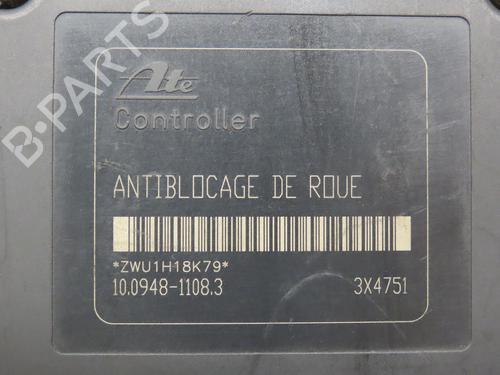 B-PARTS
Ate
Controller
ANTIBLOCAGE DE ROUE
*ZWU1H18K79*
10.0948-1108.3 3X4751